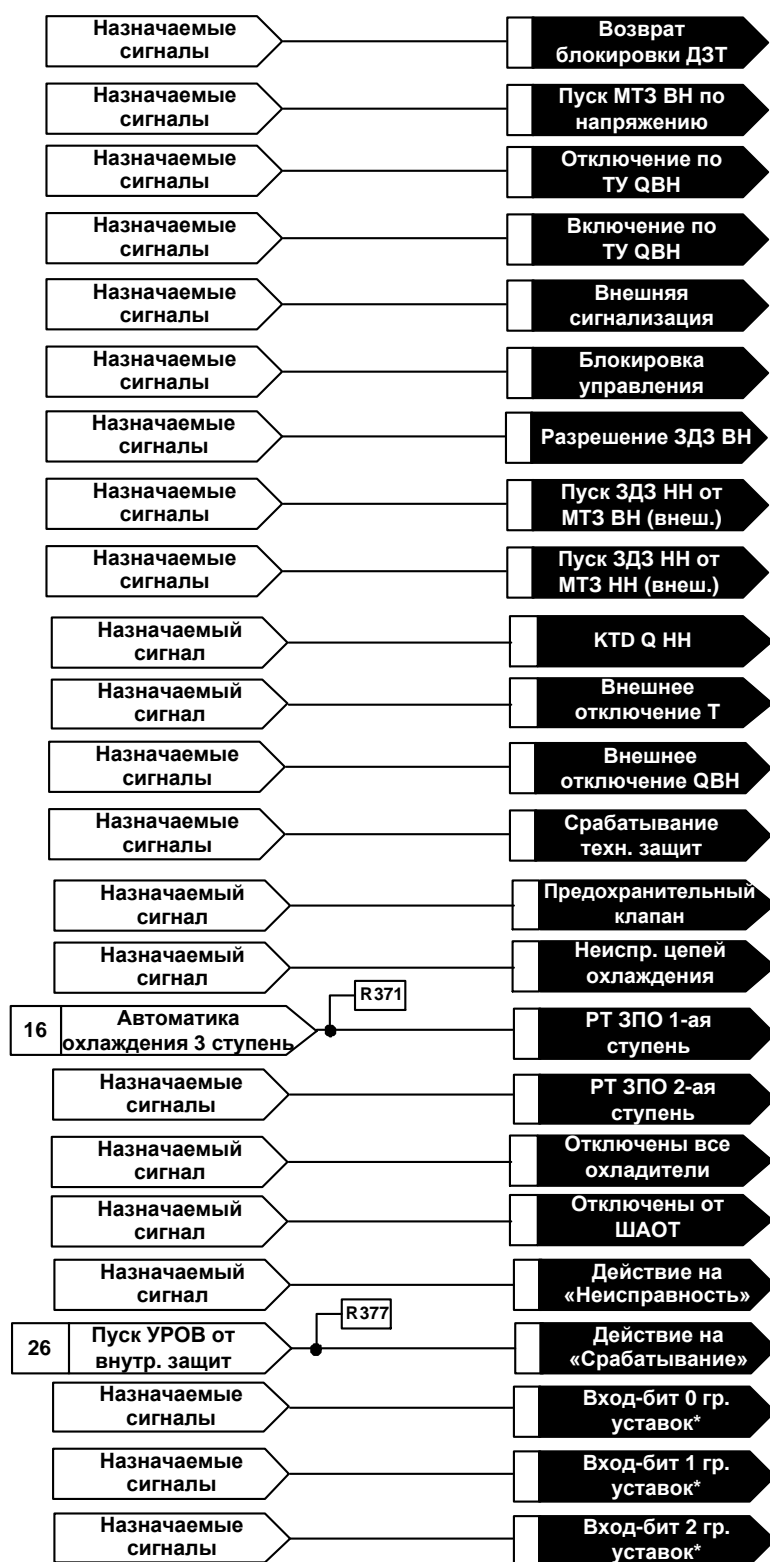 Назначаемые
сигналы
Возврат
блокировки ДЗТ
Назначаемые
сигналы
Пуск МТЗ ВН по
напряжению
Назначаемые
сигналы
Отключение по
ТУ QВН
Назначаемые
сигналы
Включение по
ТУ QВН
Назначаемые
сигналы
Внешняя
сигнализация
Назначаемые
сигналы
Блокировка
управления
Назначаемые
сигналы
Разрешение ЗДЗ ВН
Назначаемые
сигналы
Пуск ЗДЗ НН от
МТЗ ВН (внеш.)
Назначаемые
сигналы
Пуск ЗДЗ НН от
МТЗ НН (внеш.)
Назначаемый
сигнал
KTD Q НН
Назначаемый
сигнал
Внешнее
отключение Т
Назначаемые
сигналы
Внешнее
отключение QВН
Назначаемые
сигналы
Срабатывание
техн. защит
Назначаемый
сигнал
Предохранительный
клапан
Назначаемый
сигнал
Неиспр. цепей
охлаждения
R371
16
Автоматика
охлаждения 3 ступень
РТ ЗПО 1-ая
ступень
Назначаемые
сигналы
РТ ЗПО 2-ая
ступень
Назначаемый
сигнал
Отключены все
охладители
Назначаемый
сигнал
Отключены от
ШАОТ
Назначаемый
сигнал
Действие на
«Неисправность»
R377
26
Пуск УРОВ от
внутр. защит
Действие на
«Срабатывание»
Назначаемые
сигналы
Вход-бит 0 гр.
уставок*
Назначаемые
сигналы
Вход-бит 1 гр.
уставок*
Назначаемые
сигналы
Вход-бит 2 гр.
уставок*